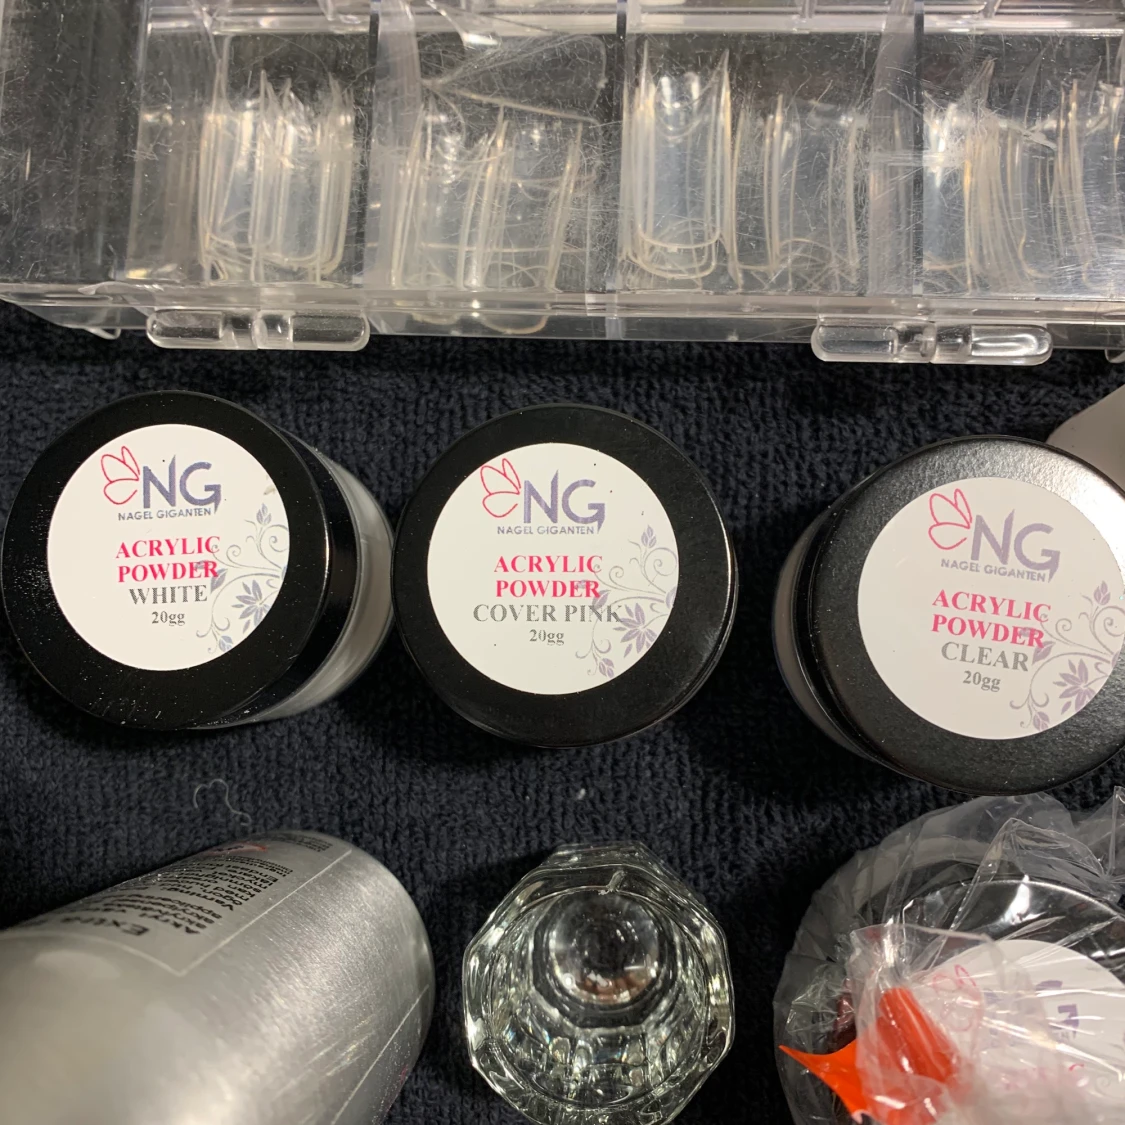 NG
NAGEL GIGANTEN
ACRYLIC
POWDER
WHITE
20gg
NG
NAGEL GIGANTEN
ACRYLIC
POWDER
COVER PINK
20gg
NG
NAGEL GIGANTEN
ACRYLIC
POWDER
CLEAR
20gg